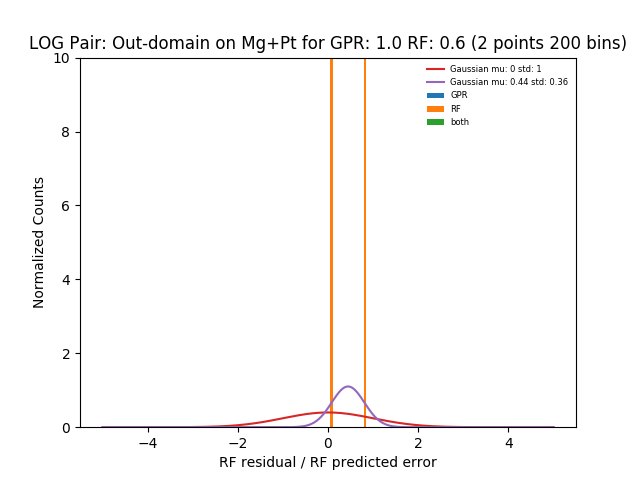 LOG Pair: Out-domain on Mg+Pt for GPR: 1.0 RF: 0.6 (2 points 200 bins)
Gaussian mu: 0 std: 1
Gaussian mu: 0.44 std: 0.36
GPR
RF
both
Normalized Counts
10
8
6
4
2
0
−4
−2
0
2
4
RF residual / RF predicted error